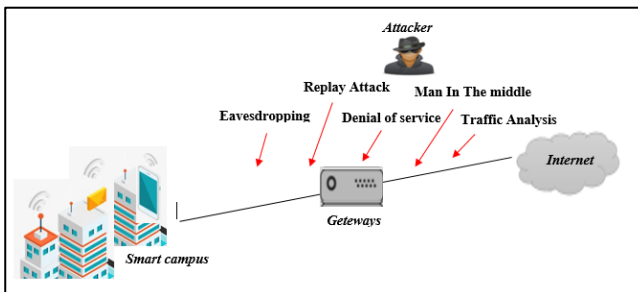 Attacker
Replay Attack
Man In The middle
Eavesdropping
Denial of service
Traffic Analysis
Internet
Geteways
Smart campus